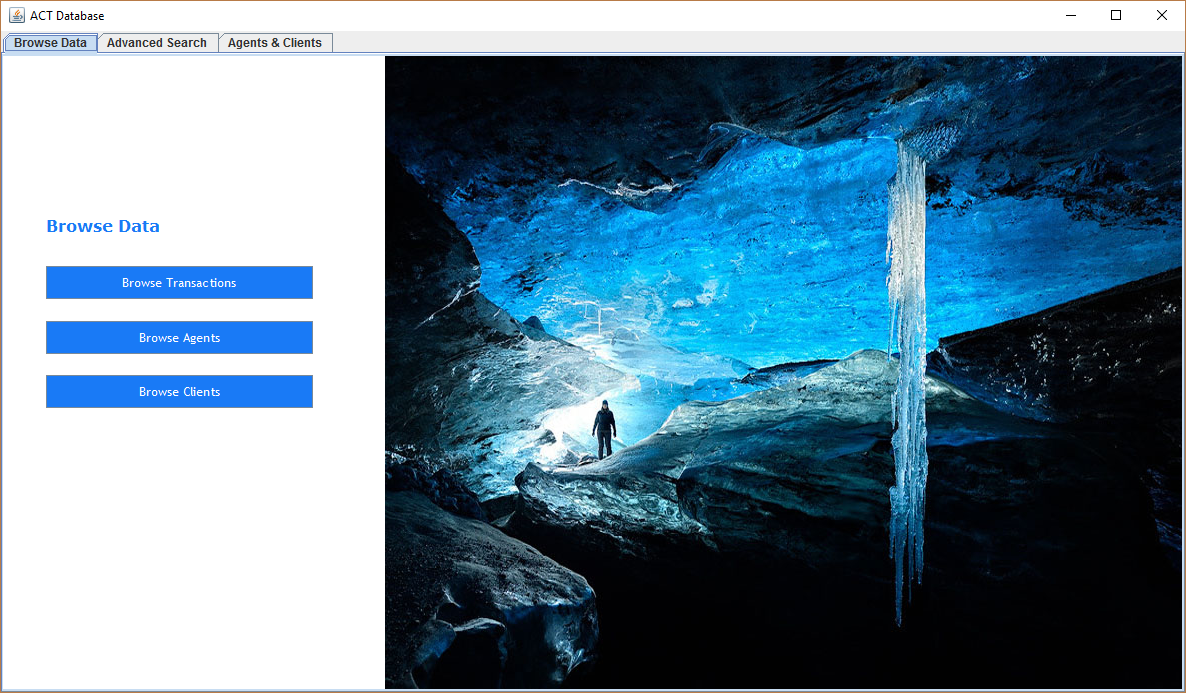 ACT Database
Browse Data Advanced Search Agents & Clients
Browse Data
Browse Transactions
Browse Agents
Browse Clients